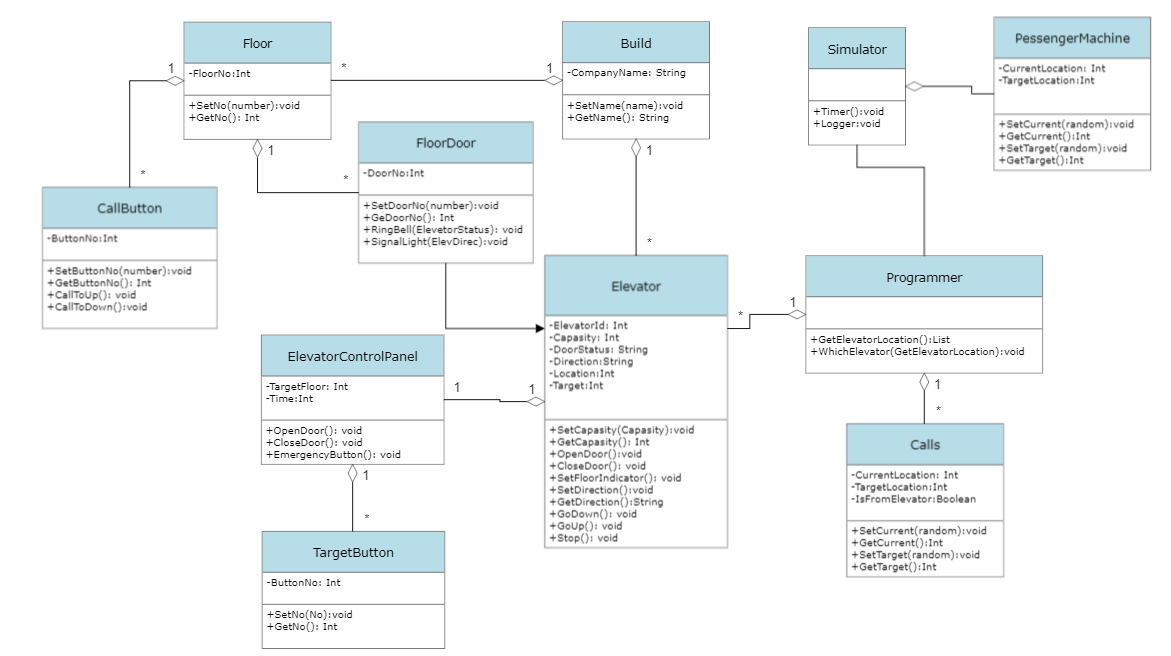 Floor
-FloorNo:Int
+SetNo(number):void
+GetNo(): Int
1
*
1
Build
-CompanyName: String
+SetName(name):void
+GetName(): String
Simulator
+Timer():void
+Logger:void
PessengerMachine
-CurrentLocation: Int
-TargetLocation:Int
+SetCurrent(random):void
+GetCurrent():Int
+SetTarget(random):void
+GetTarget():Int
1
*
FloorDoor
-DoorNo:Int
+SetDoorNo(number):void
+GeDoorNo(): Int
+RingBell(ElevetorStatus): void
+SignalLight(ElevDirec):void
1
*
*
CallButton
-ButtonNo:Int
+SetButtonNo(number):void
+GetButtonNo(): Int
+CallToUp(): void
+CallToDown():void
Elevator
-ElevatorId: Int
-Capasity: Int
-DoorStatus: String
-Direction:String
-Location:Int
-Target:Int
+SetCapasity(Capasity):void
+GetCapasity(): Int
+OpenDoor():void
+CloseDoor(): void
+SetFloorIndicator(): void
+SetDirection():void
+GetDirection():String
+GoDown(): void
+GoUp(): void
+Stop(): void
*
1
Programmer
+GetElevatorLocation():List
+WhichElevator(GetElevatorLocation):void
1
*
ElevatorControlPanel
-TargetFloor: Int
-Time:Int
+OpenDoor(): void
+CloseDoor(): void
+EmergencyButton(): void
1
1
1
*
Calls
-CurrentLocation: Int
-TargetLocation:Int
-IsFromElevator:Boolean
+SetCurrent(random):void
+GetCurrent():Int
+SetTarget(random):void
+GetTarget():Int
TargetButton
-ButtonNo: Int
+SetNo(No):void
+GetNo(): Int